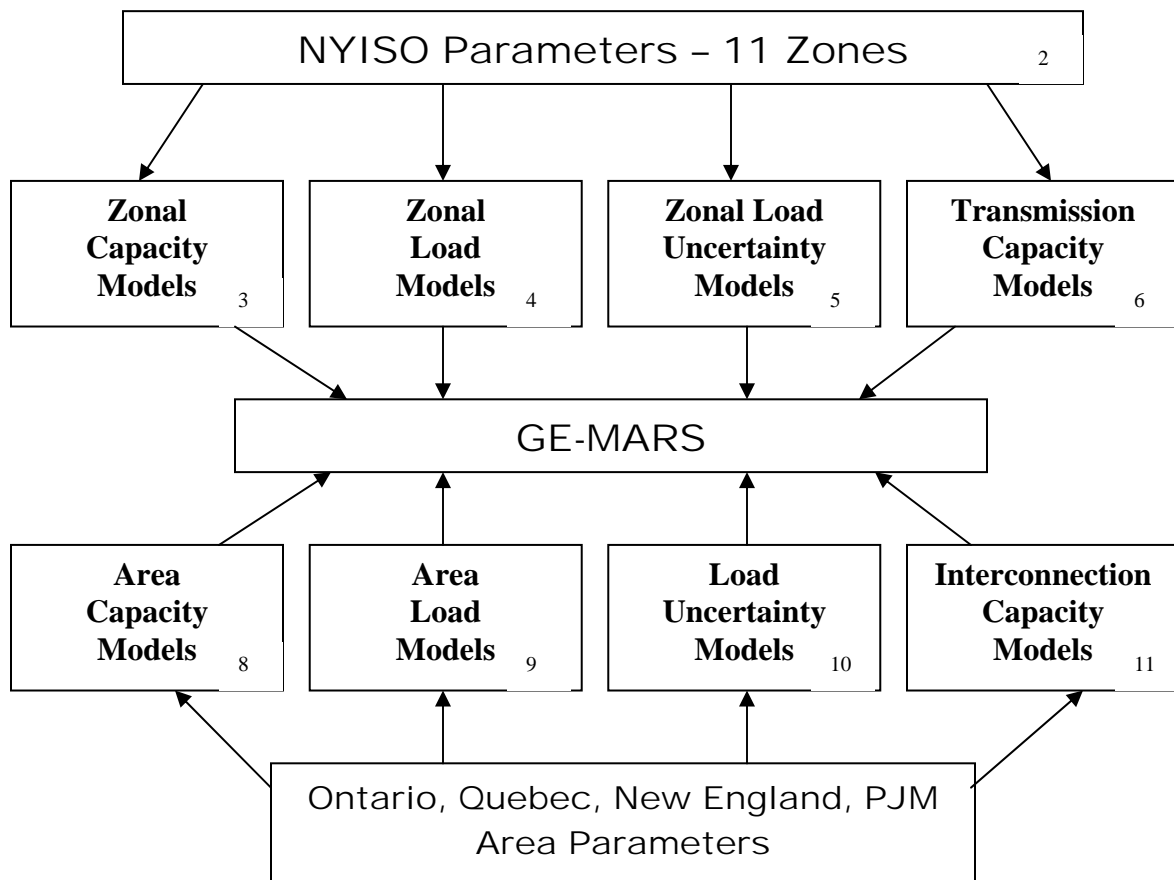 NYISO Parameters – 11 Zones
2
Zonal
Capacity
Models
3
Zonal
Load
Models
4
Zonal Load
Uncertainty
Models
5
Transmission
Capacity
Models
6
GE-MARS
Area
Capacity
Models
8
Area
Load
Models
9
Load
Uncertainty
Models
10
Interconnection
Capacity
Models
11
Ontario, Quebec, New England, PJM
Area Parameters